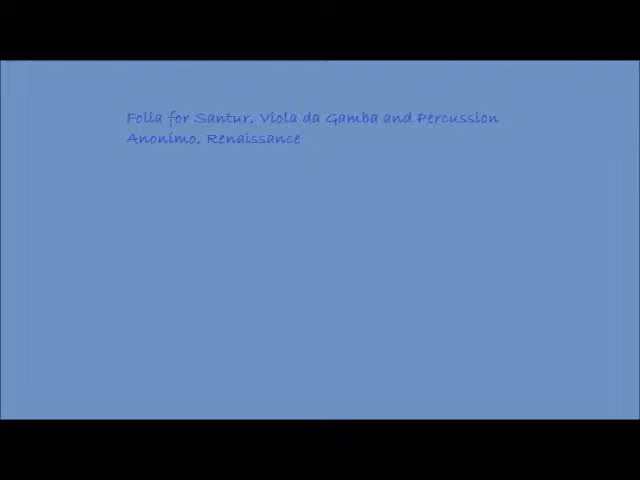 Folia for Santur, Viola da Gamba and Percussion
Anonimo, Renaissance